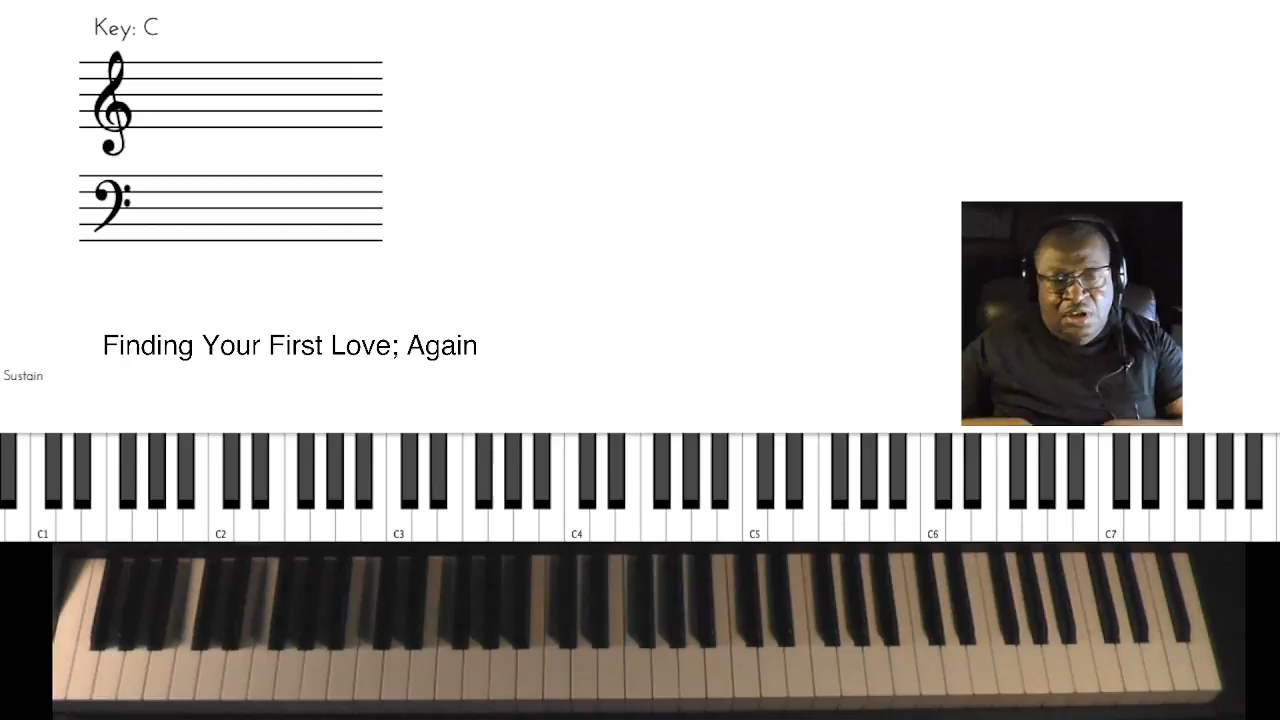 Key: C
Finding Your First Love; Again
Sustain
C1 C2 C3 C4 C5 C6 C7